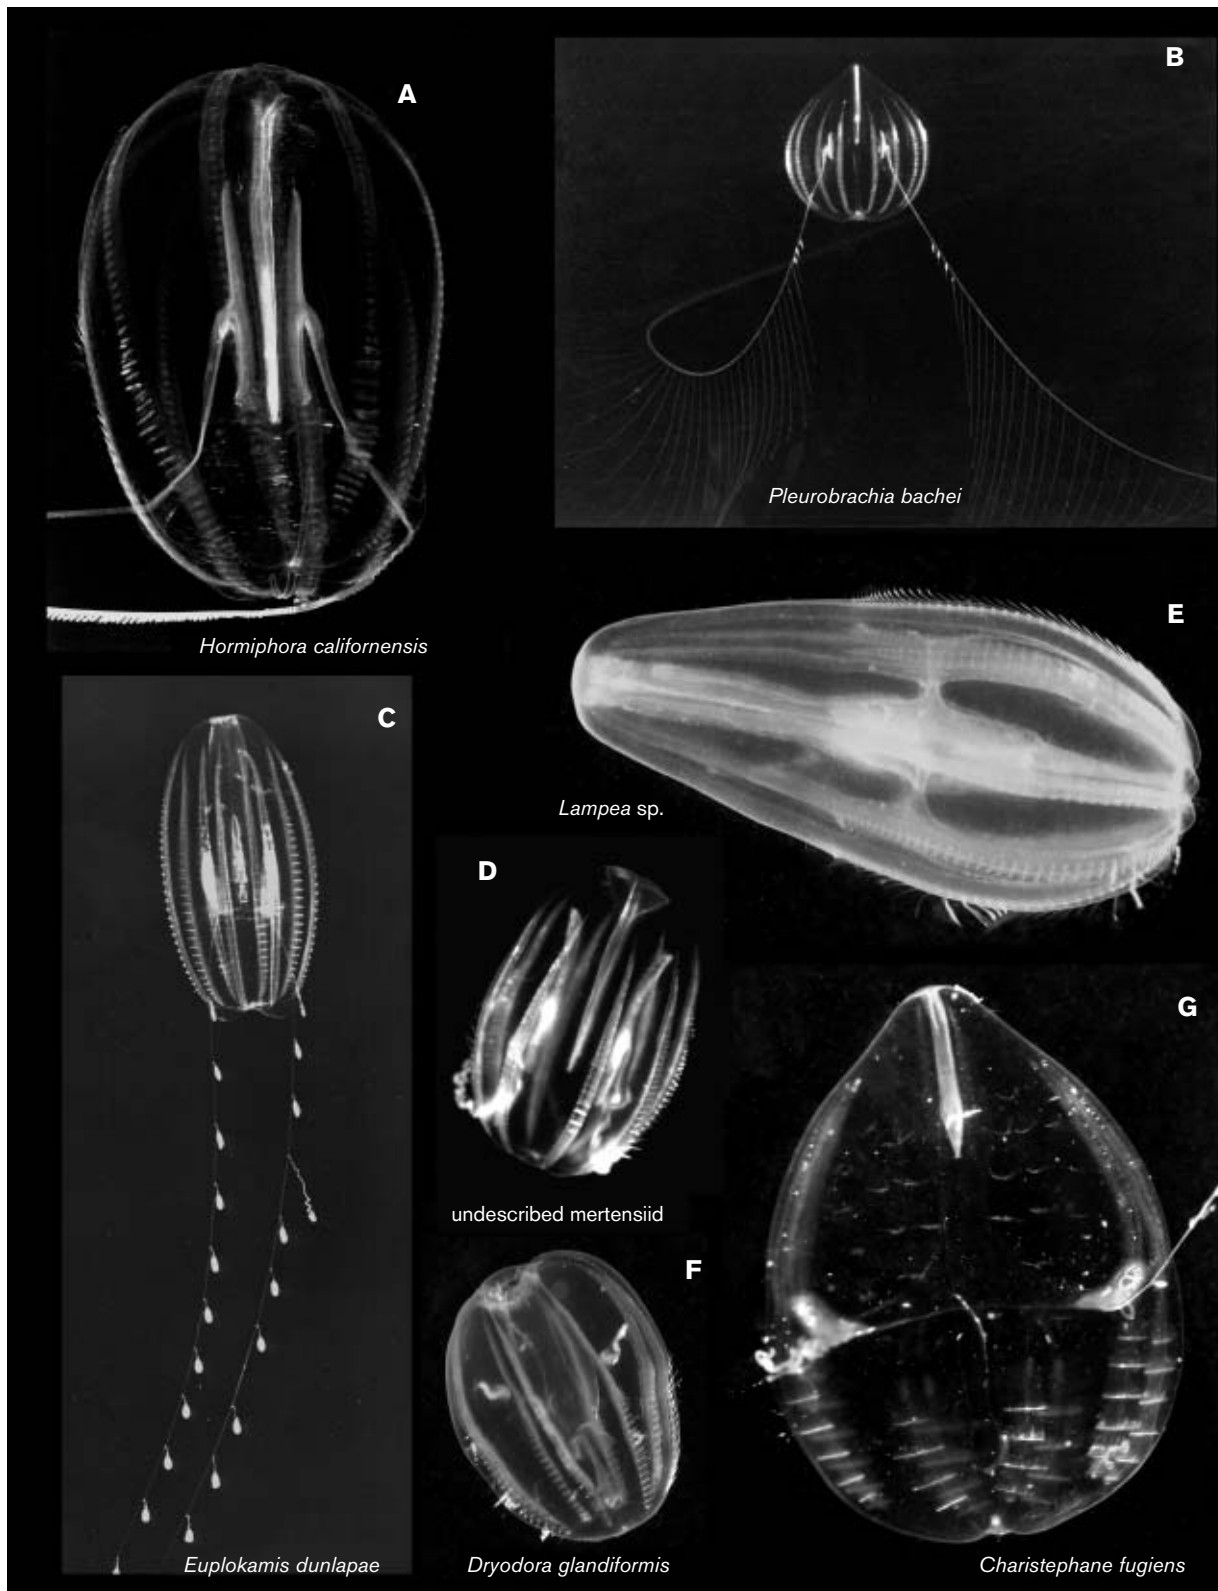 A
B
Pleurobrachia bachei
Hormiphora californensis
E
C
Lampea sp.
D
G
undescribed mertensiid
F
Euplokamis dunlapae
Dryodora glandiformis
Charistephane fugiens